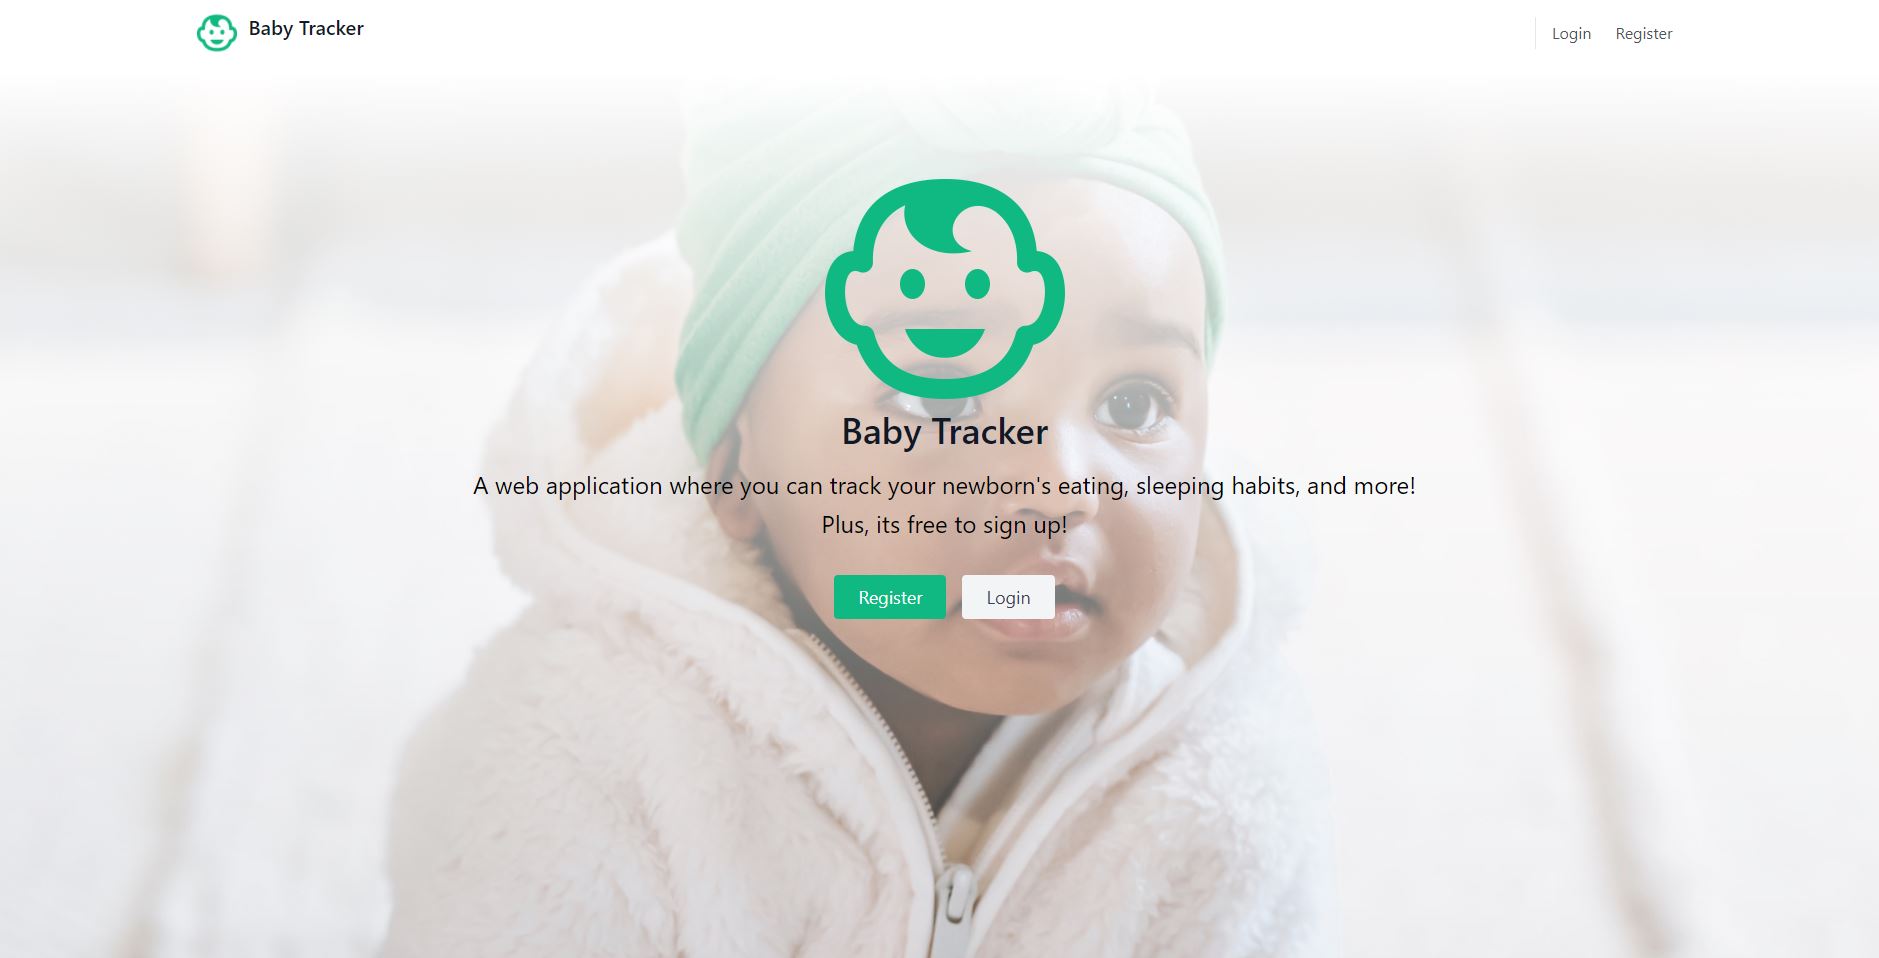 Baby Tracker
Login
Register
Baby Tracker
A web application where you can track your newborn's eating, sleeping habits, and more!
Plus, its free to sign up!
Register
Login